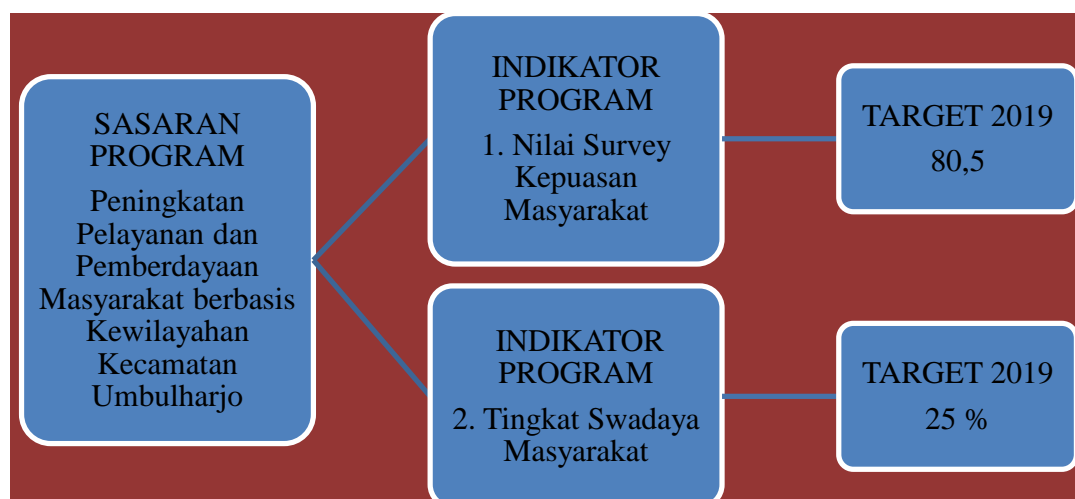 SASARAN
PROGRAM
Peningkatan
Pelayanan dan
Pemberdayaan
Masyarakat berbasis
Kewilayahan
Kecamatan
Umbulharjo
INDIKATOR
PROGRAM
1. Nilai Survey
Kepuasan
Masyarakat
TARGET 2019
80,5
INDIKATOR
PROGRAM
2. Tingkat Swadaya
Masyarakat
TARGET 2019
25 %